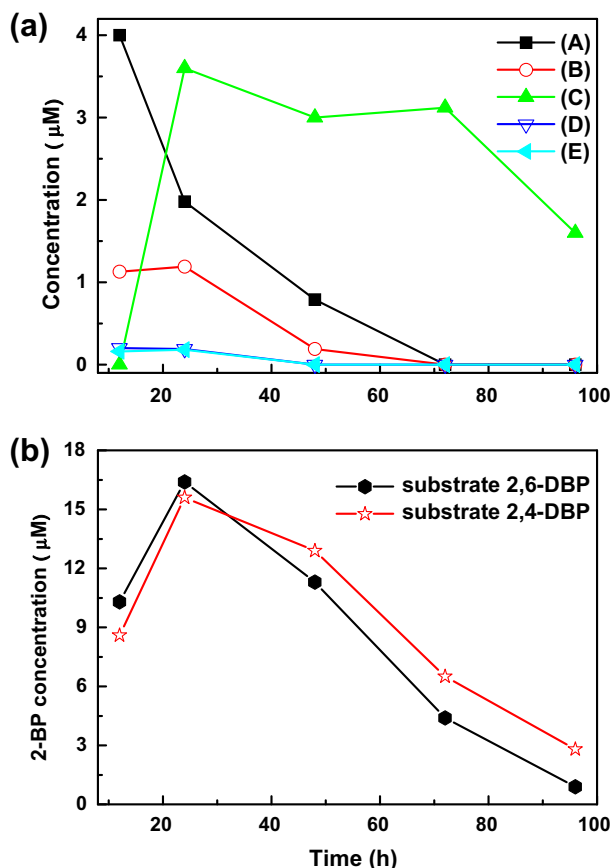 (a)
Concentration ( μM)
4
3
2
1
0
(A)
(B)
(C)
(D)
(E)
20
40
60
80
100
(b)
2-BP concentration ( μM)
18
15
12
9
6
3
0
substrate 2,6-DBP
substrate 2,4-DBP
20
40
60
80
100
Time (h)